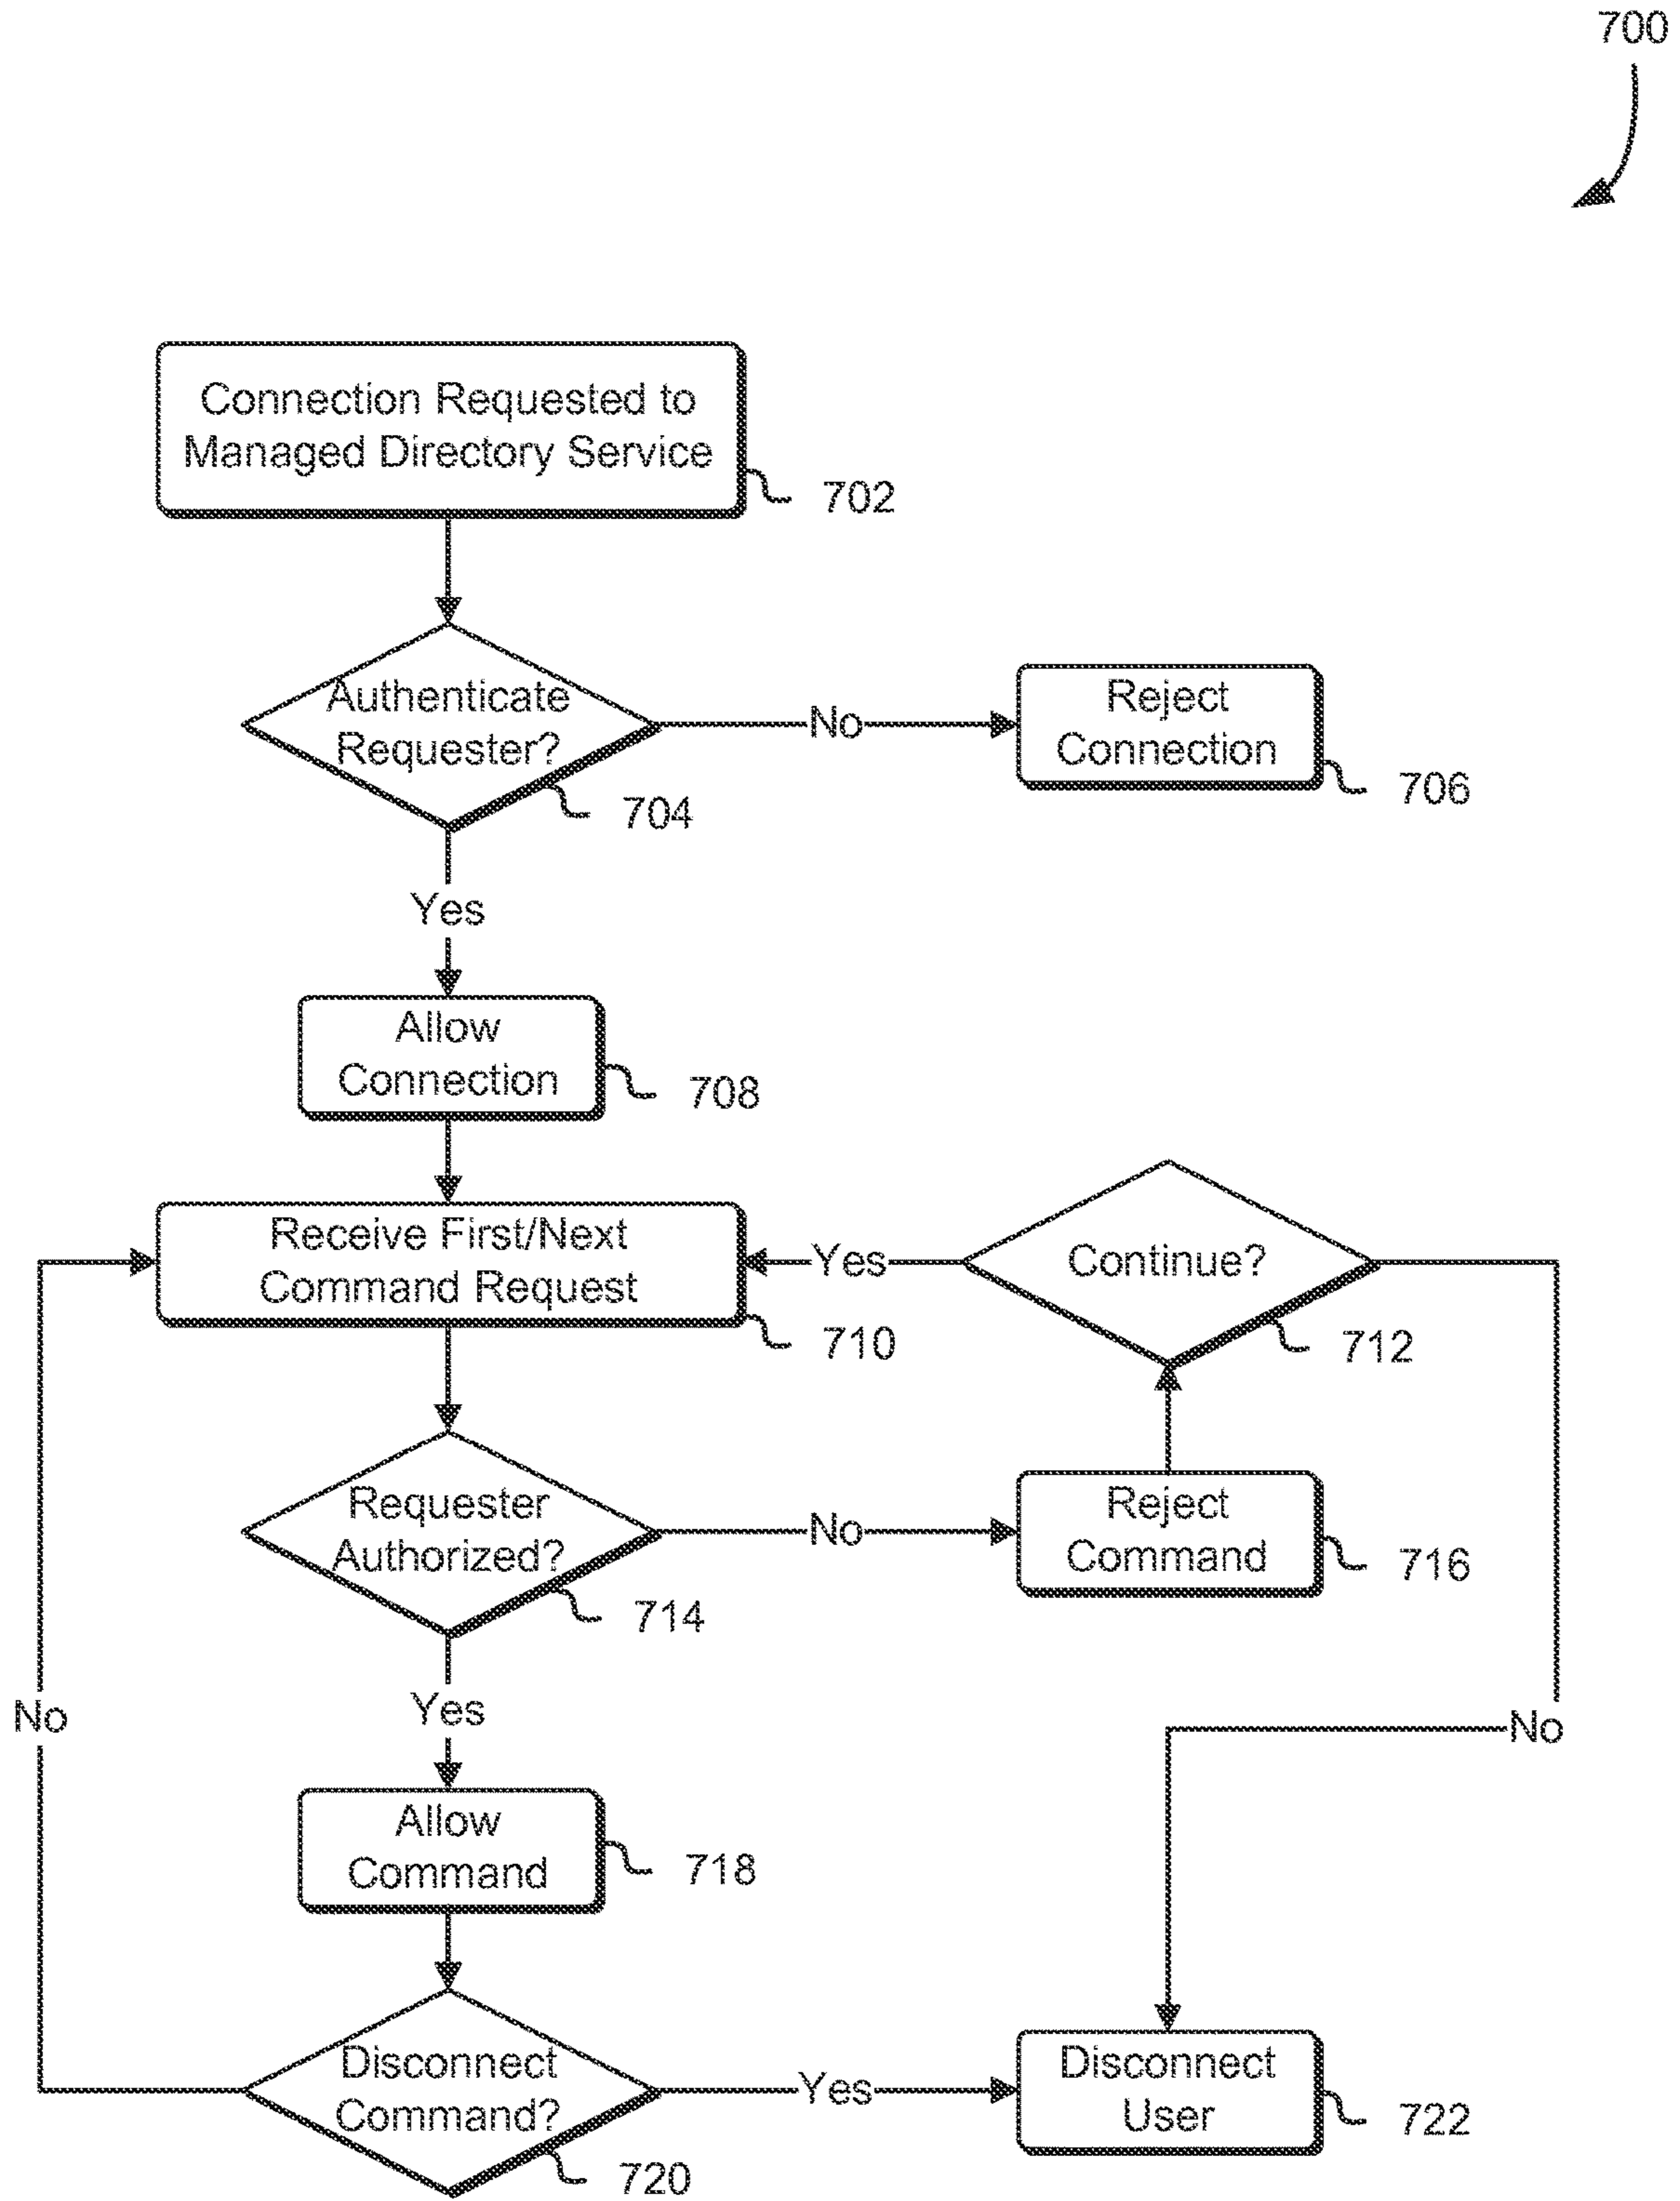 700
Connection Requested to
Managed Directory Service
702
Authenticate
Requester?
704
No
Reject
Connection
706
Yes
Allow
Connection
708
Receive First/Next
Command Request
710
Yes
Continue?
712
Requester
Authorized?
714
No
Reject
Command
716
Yes
No
No
Allow
Command
718
Disconnect
Command?
720
Yes
Disconnect
User
722